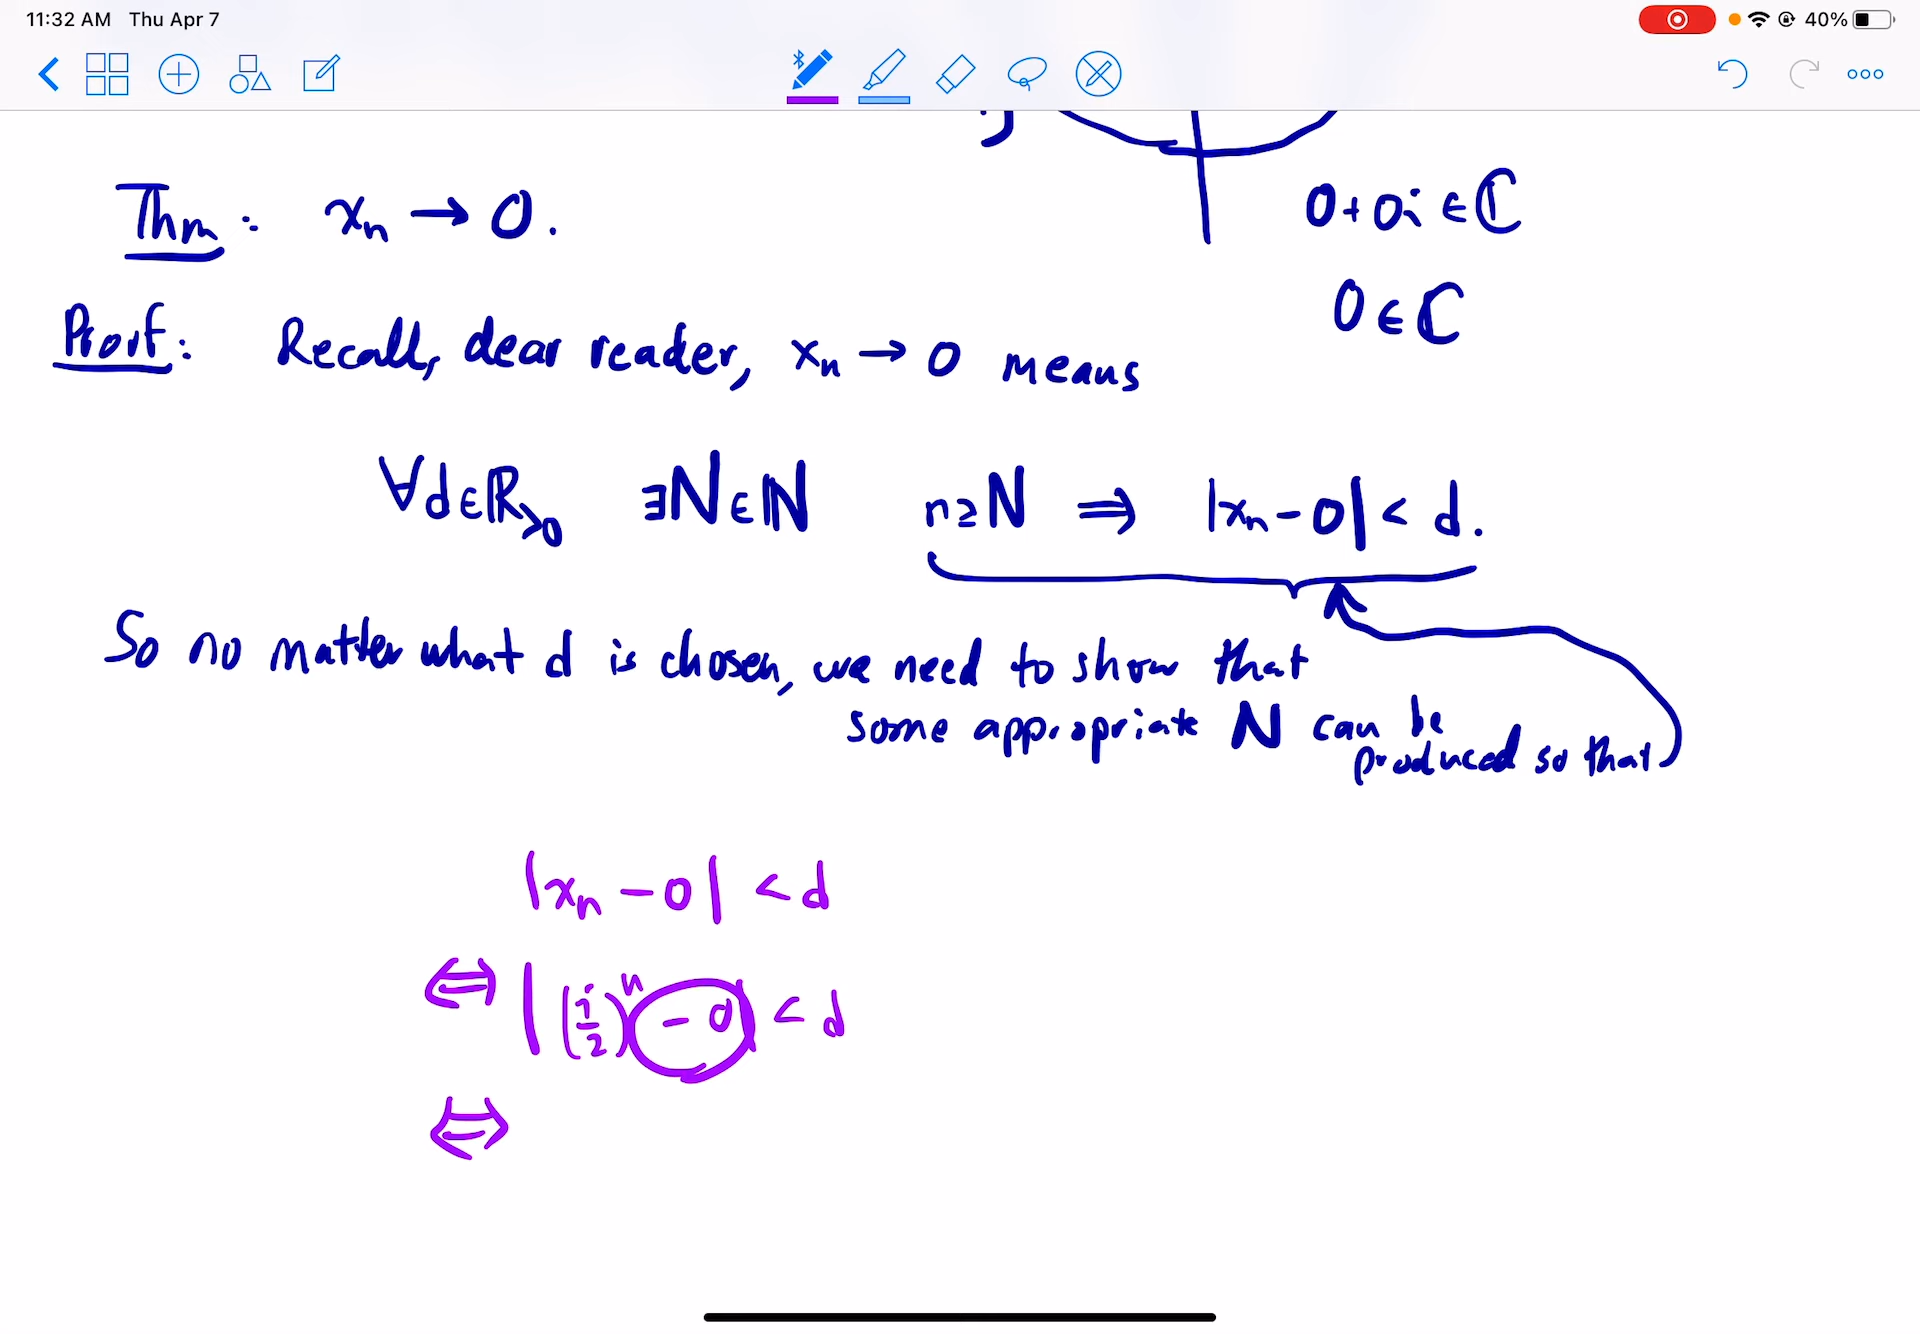 11:32 AM Thu Apr 7
40%
Thm: xₙ → 0.
0+0i ∈ ℂ
0 ∈ ℂ
Proof: Recall, dear reader, xₙ → 0 means
∀d∈ℝ>0 ∃N∈ℕ n≥N ⇒ |xₙ-0| < d.
So no matter what d is chosen, we need to show that
some appropriate N can be
produced so that
|xₙ - 0| < d
⇔ |(i/2)ⁿ - 0| < d
⇔